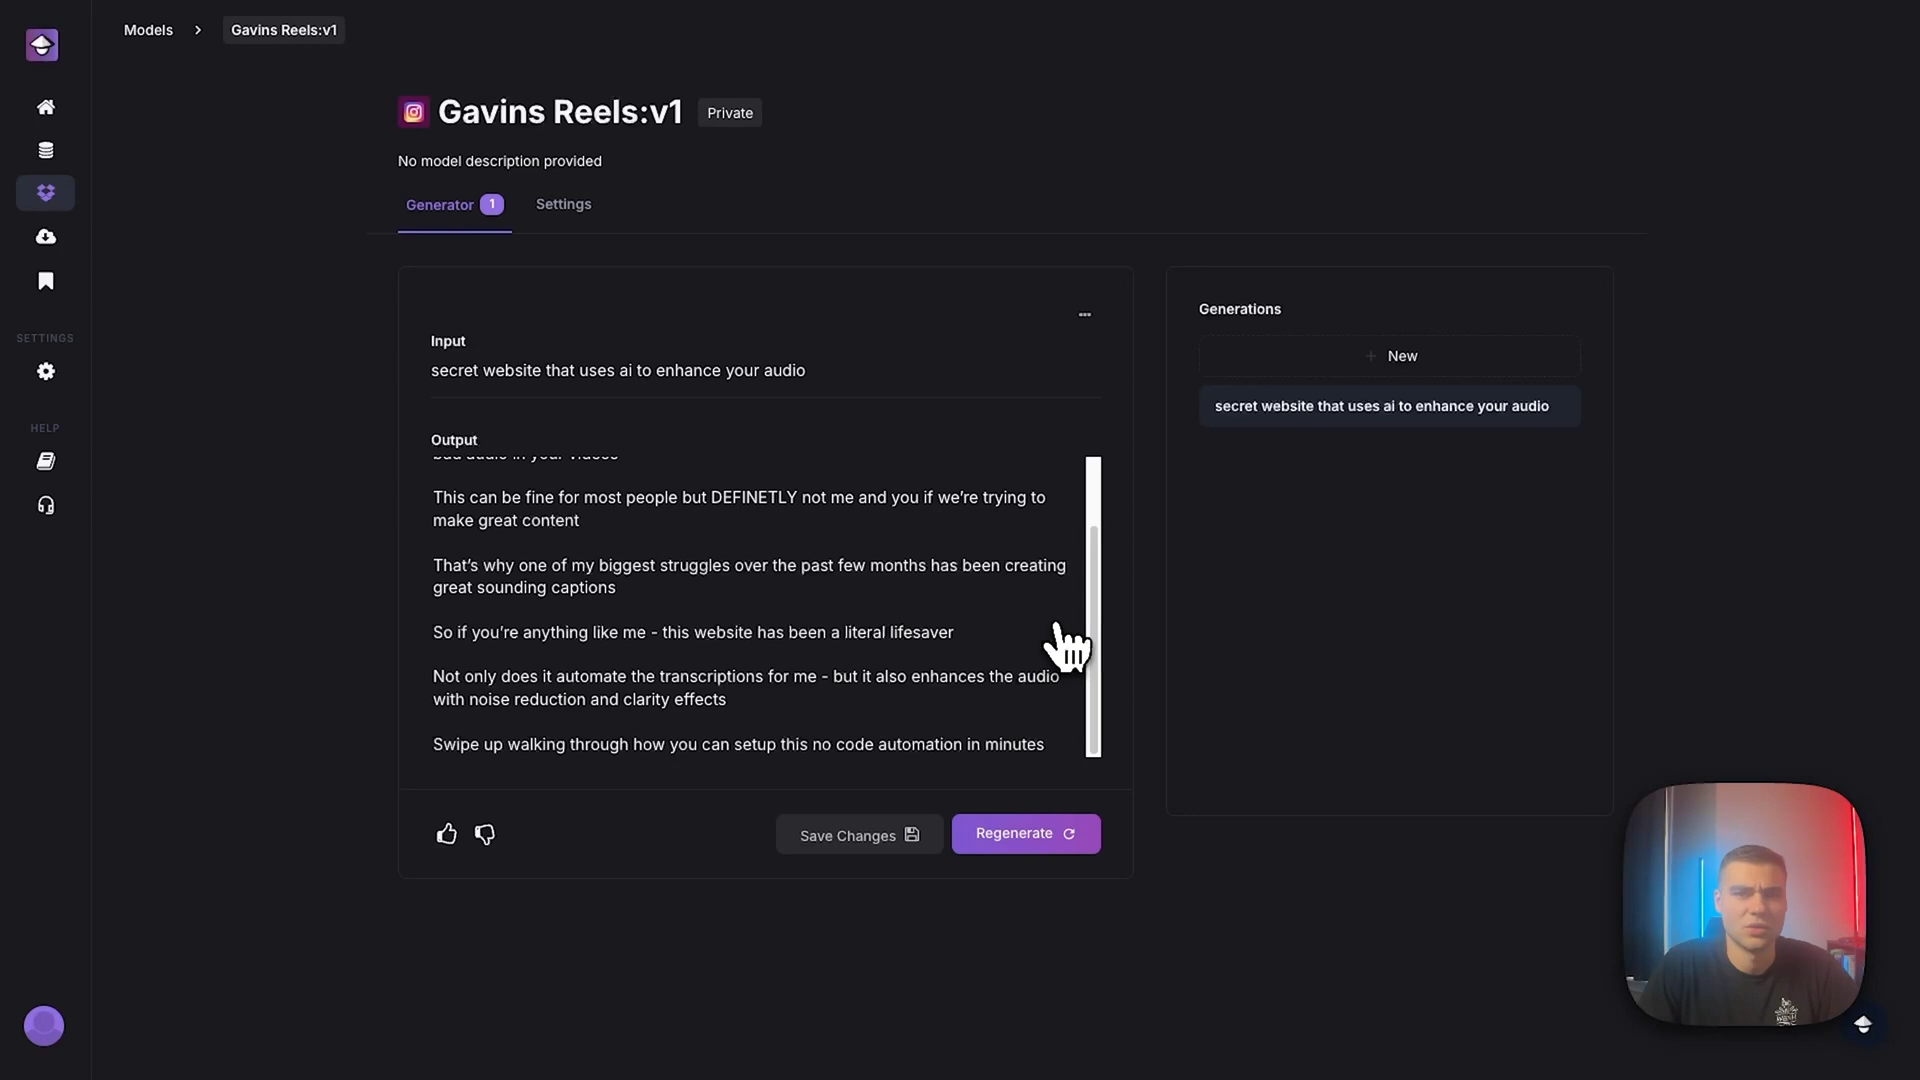 Models > Gavins Reels:v1
Gavins Reels:v1 Private
No model description provided
Generator 1 Settings
SETTINGS
HELP
Input
secret website that uses ai to enhance your audio
Output
bad audio in your videos
This can be fine for most people but DEFINETLY not me and you if we’re trying to
make great content
That’s why one of my biggest struggles over the past few months has been creating
great sounding captions
So if you’re anything like me - this website has been a literal lifesaver
Not only does it automate the transcriptions for me - but it also enhances the audio
with noise reduction and clarity effects
Swipe up walking through how you can setup this no code automation in minutes
Save Changes
Regenerate
Generations
+ New
secret website that uses ai to enhance your audio